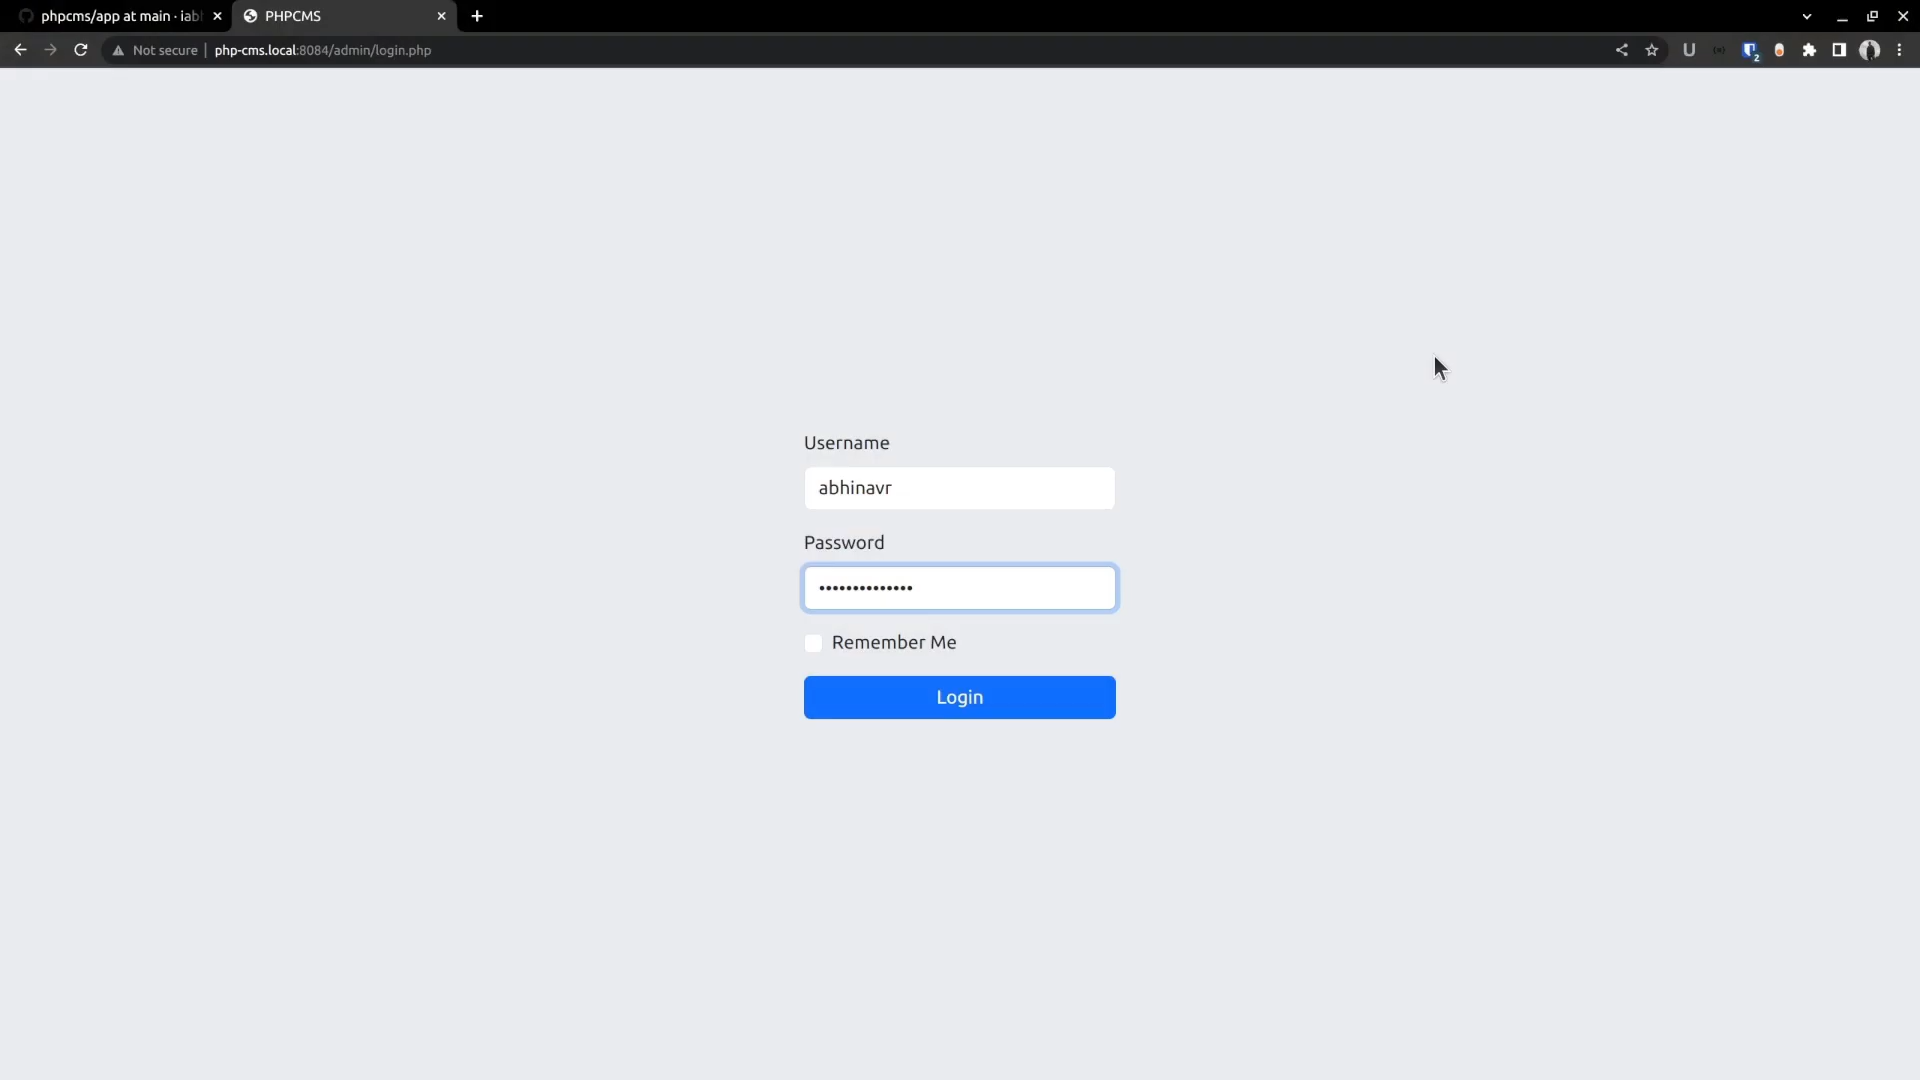 phpcms/app at main · iab
PHPCMS
Not secure
php-cms.local:8084/admin/login.php
U
2
Username
abhinavr
Password
••••••••••••••
Remember Me
Login